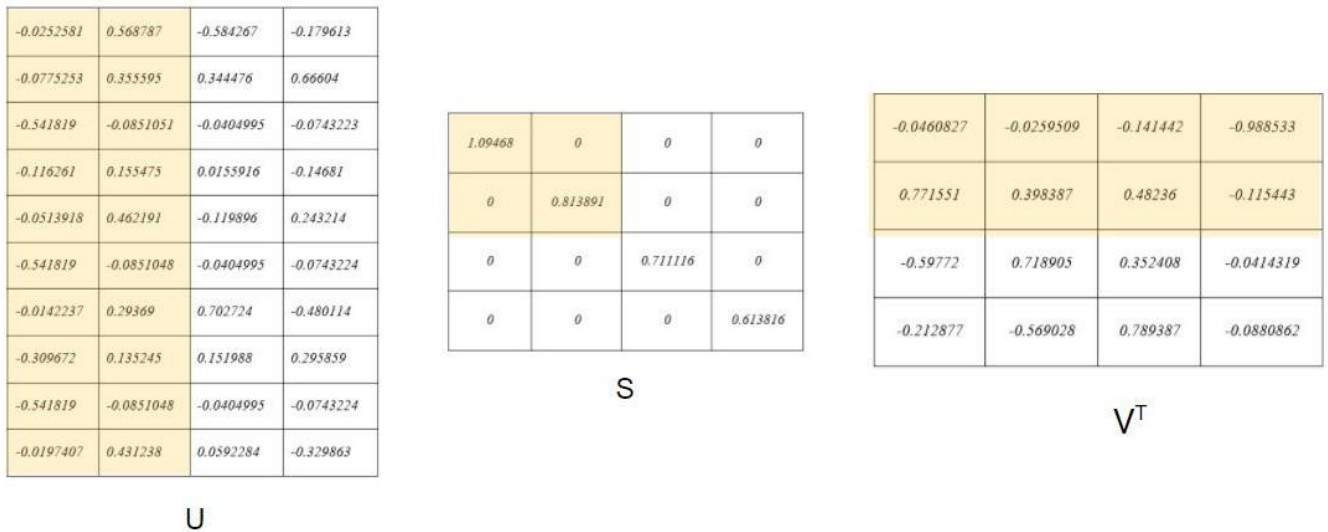 -0.0252581 0.568787 -0.584267 -0.179613
-0.0775253 0.355595 0.344476 0.66604
-0.541819 -0.0851051 -0.0404995 -0.0743223
-0.116261 0.155475 0.0155916 -0.14681
-0.0513918 0.462191 -0.119896 0.243214
-0.541819 -0.0851048 -0.0404995 -0.0743224
-0.0142237 0.29369 0.702724 -0.480114
-0.309672 0.135245 0.151988 0.295859
-0.541819 -0.0851048 -0.0404995 -0.0743224
-0.0197407 0.431238 0.0592284 -0.329863
U
1.09468 0 0 0
0 0.813891 0 0
0 0 0.711116 0
0 0 0 0.613816
S
-0.0460827 -0.0259509 -0.141442 -0.988533
0.771551 0.398387 0.48236 -0.115443
-0.59772 0.718905 0.352408 -0.0414319
-0.212877 -0.569028 0.789387 -0.0880862
V^T